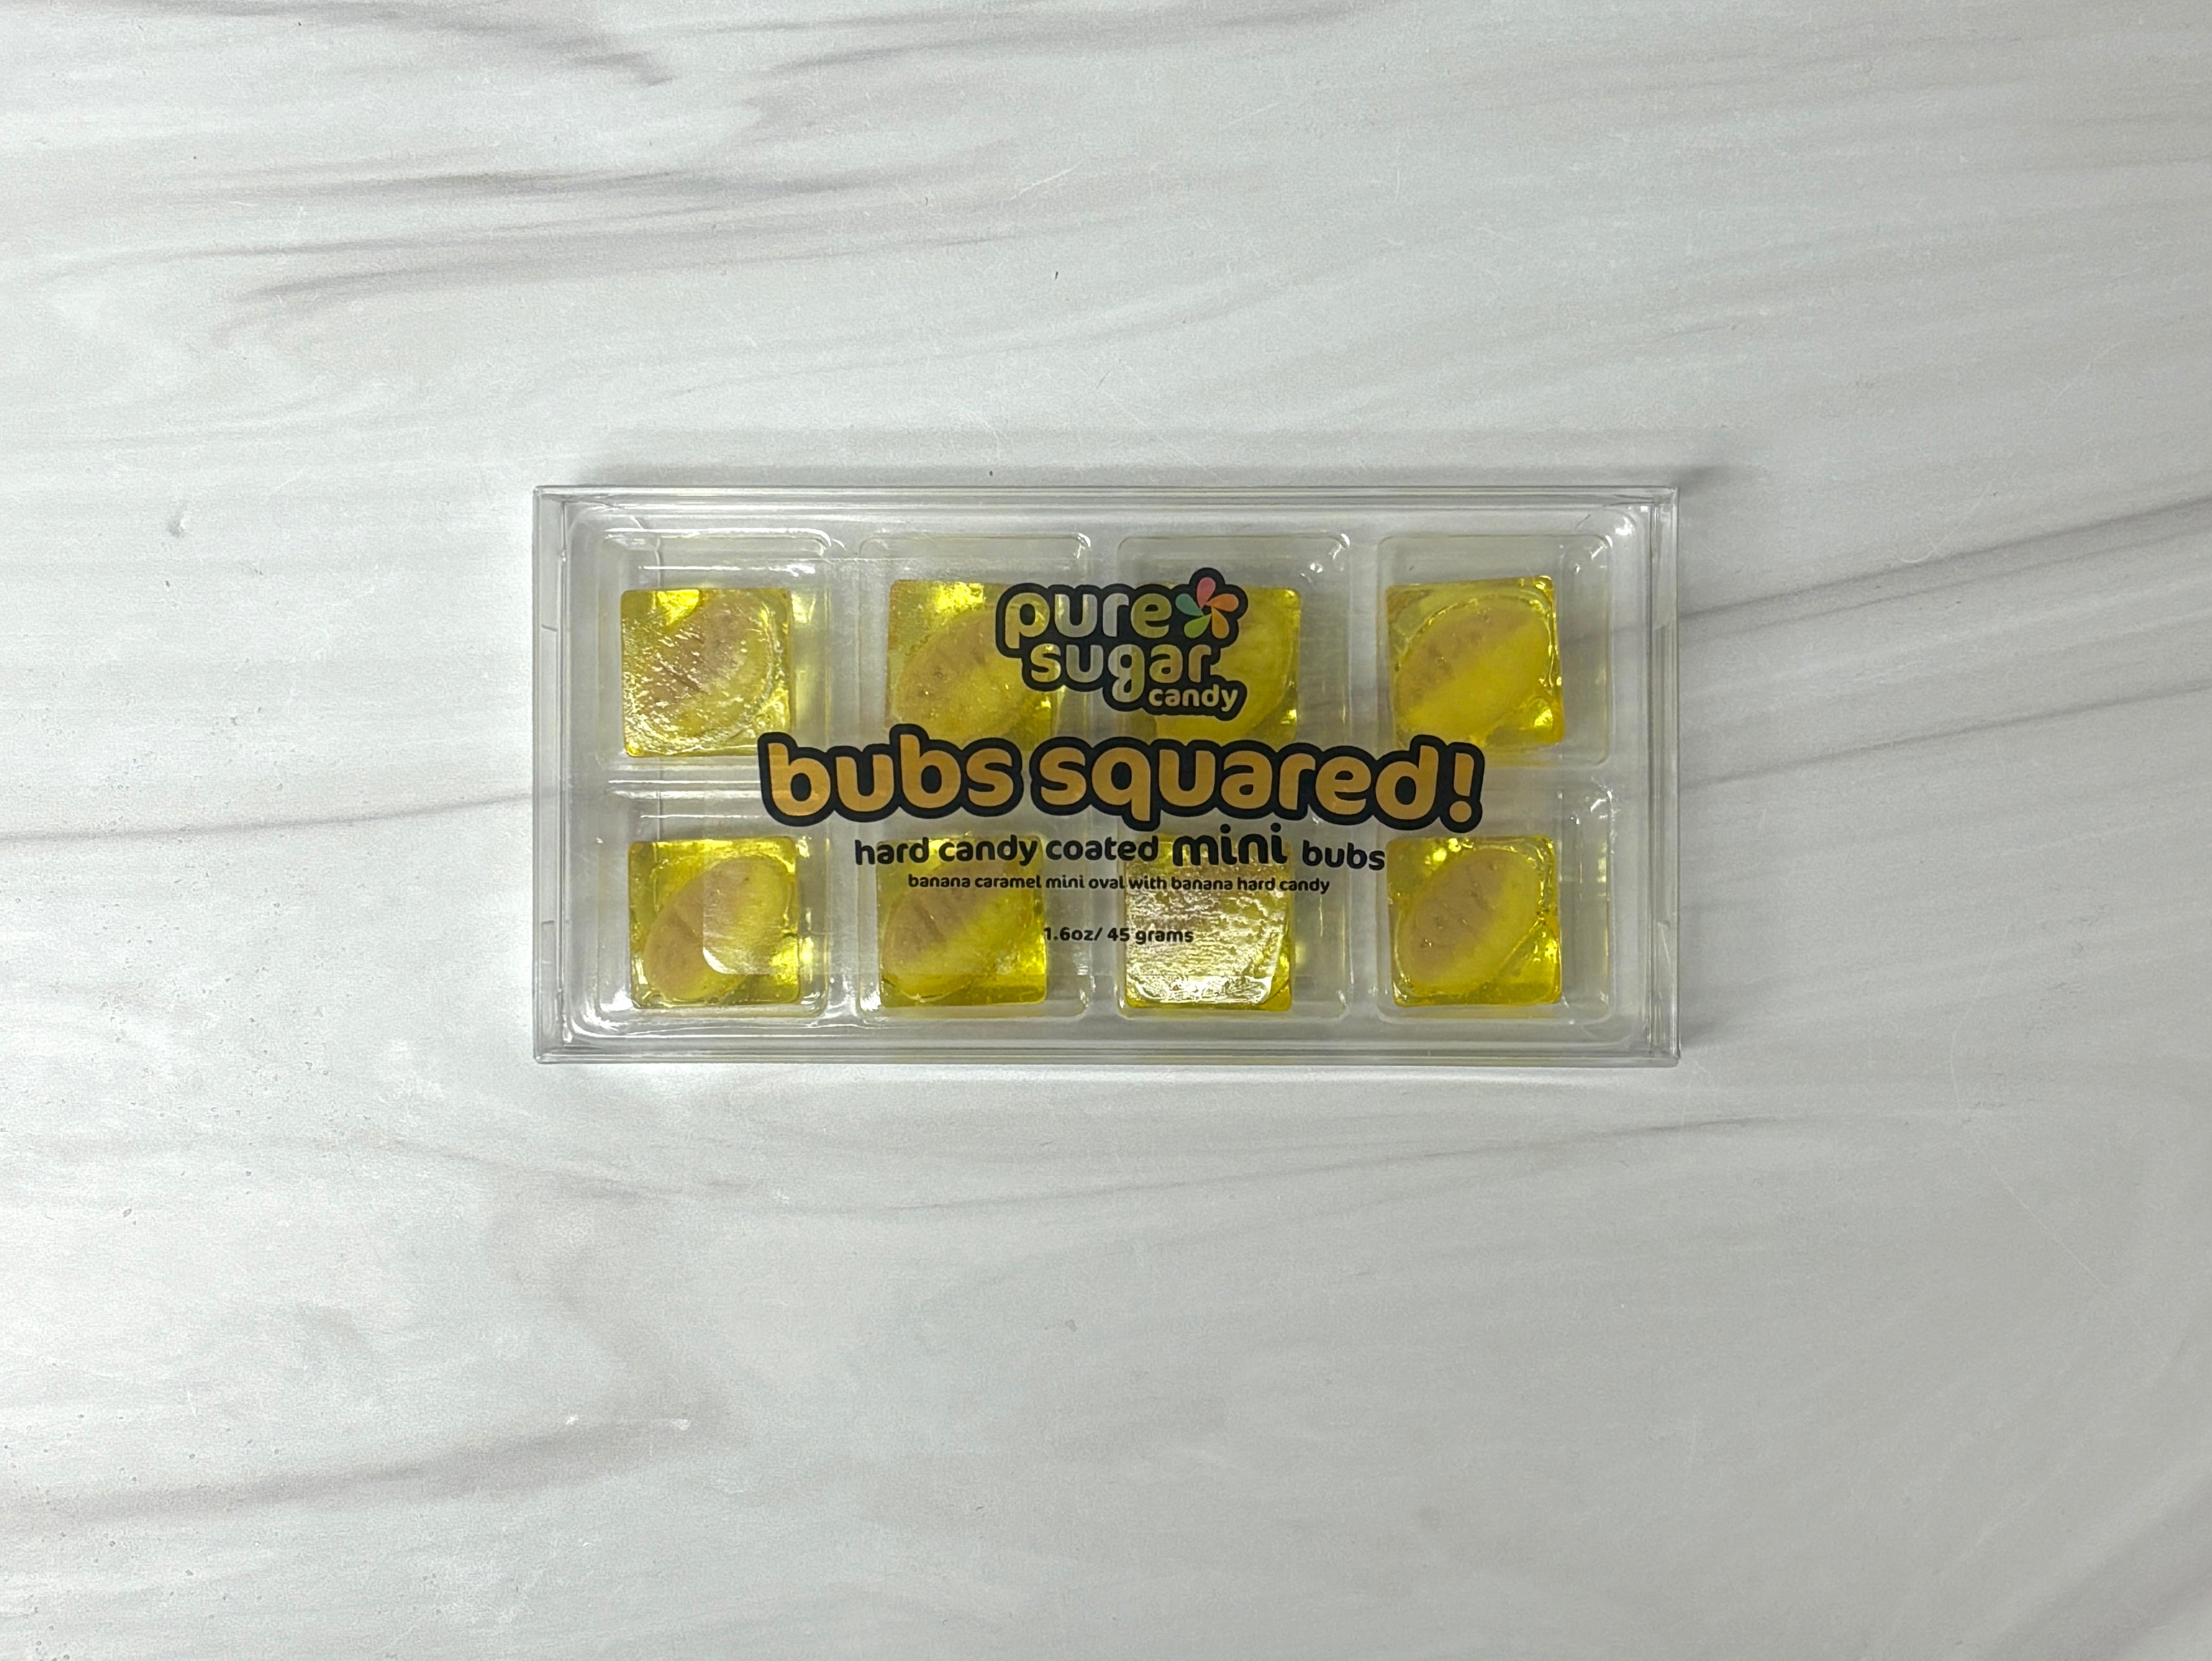 pure
sugar
candy
bubs squared!
hard candy coated mini bubs
banana caramel mini oval with banana hard candy
1.6oz/ 45 grams